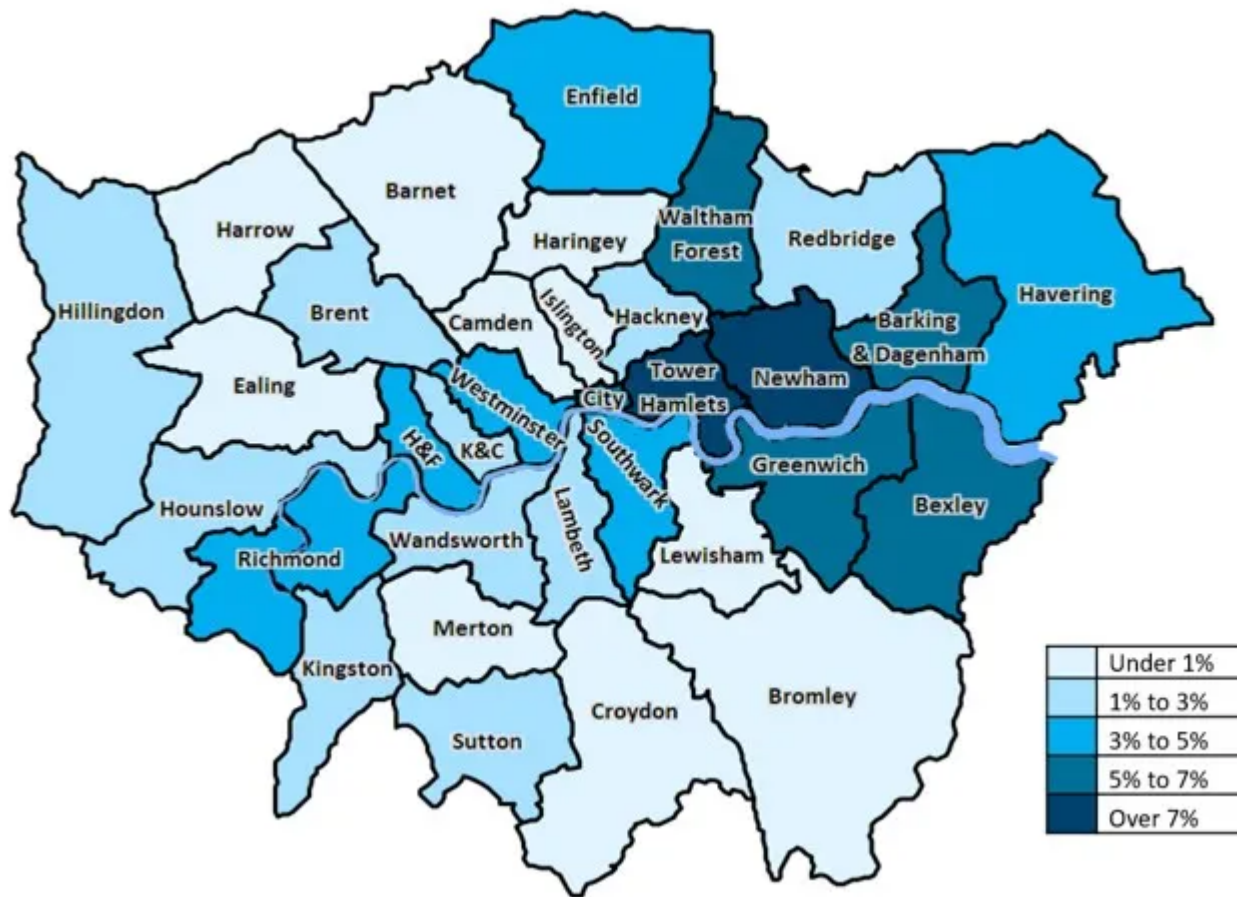 Enfield
Barnet
Harrow
Haringey
Waltham
Forest
Redbridge
Havering
Hillingdon
Brent
Camden
Islington
Hackney
Barking
& Dagenham
Ealing
Westminster
City
Tower
Hamlets
Newham
H&F
K&C
Southwark
Greenwich
Bexley
Hounslow
Richmond
Wandsworth
Lambeth
Lewisham
Merton
Kingston
Sutton
Croydon
Bromley
Under 1%
1% to 3%
3% to 5%
5% to 7%
Over 7%